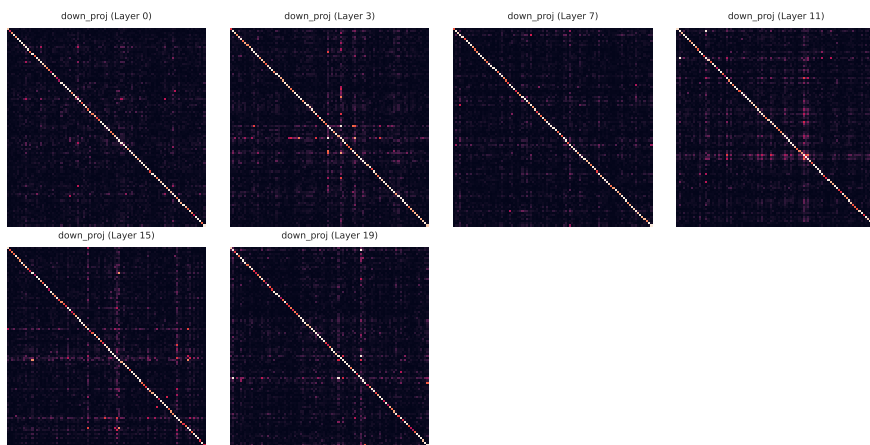 down_proj (Layer 0)
down_proj (Layer 3)
down_proj (Layer 7)
down_proj (Layer 11)
down_proj (Layer 15)
down_proj (Layer 19)